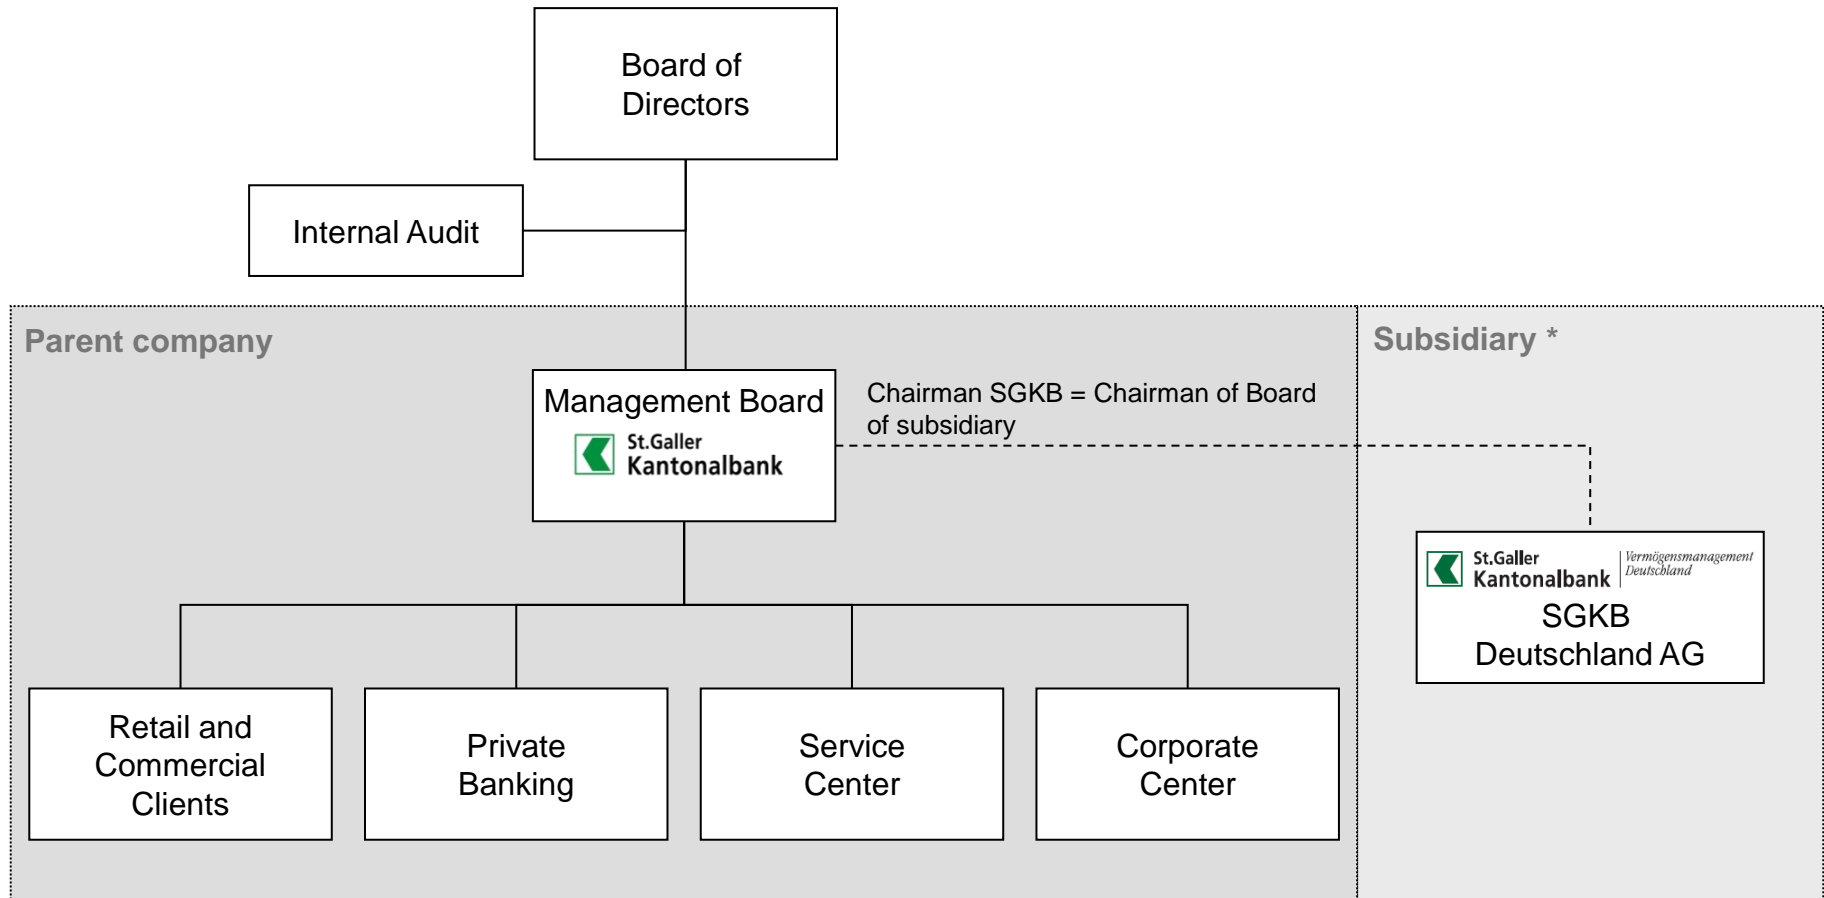 Board of
Directors
Internal Audit
Parent company
Subsidiary *
Management Board
St.Galler
Kantonalbank
Chairman SGKB = Chairman of Board
of subsidiary
St.Galler
Kantonalbank
Vermögensmanagement
Deutschland
SGKB
Deutschland AG
Retail and
Commercial
Clients
Private
Banking
Service
Center
Corporate
Center